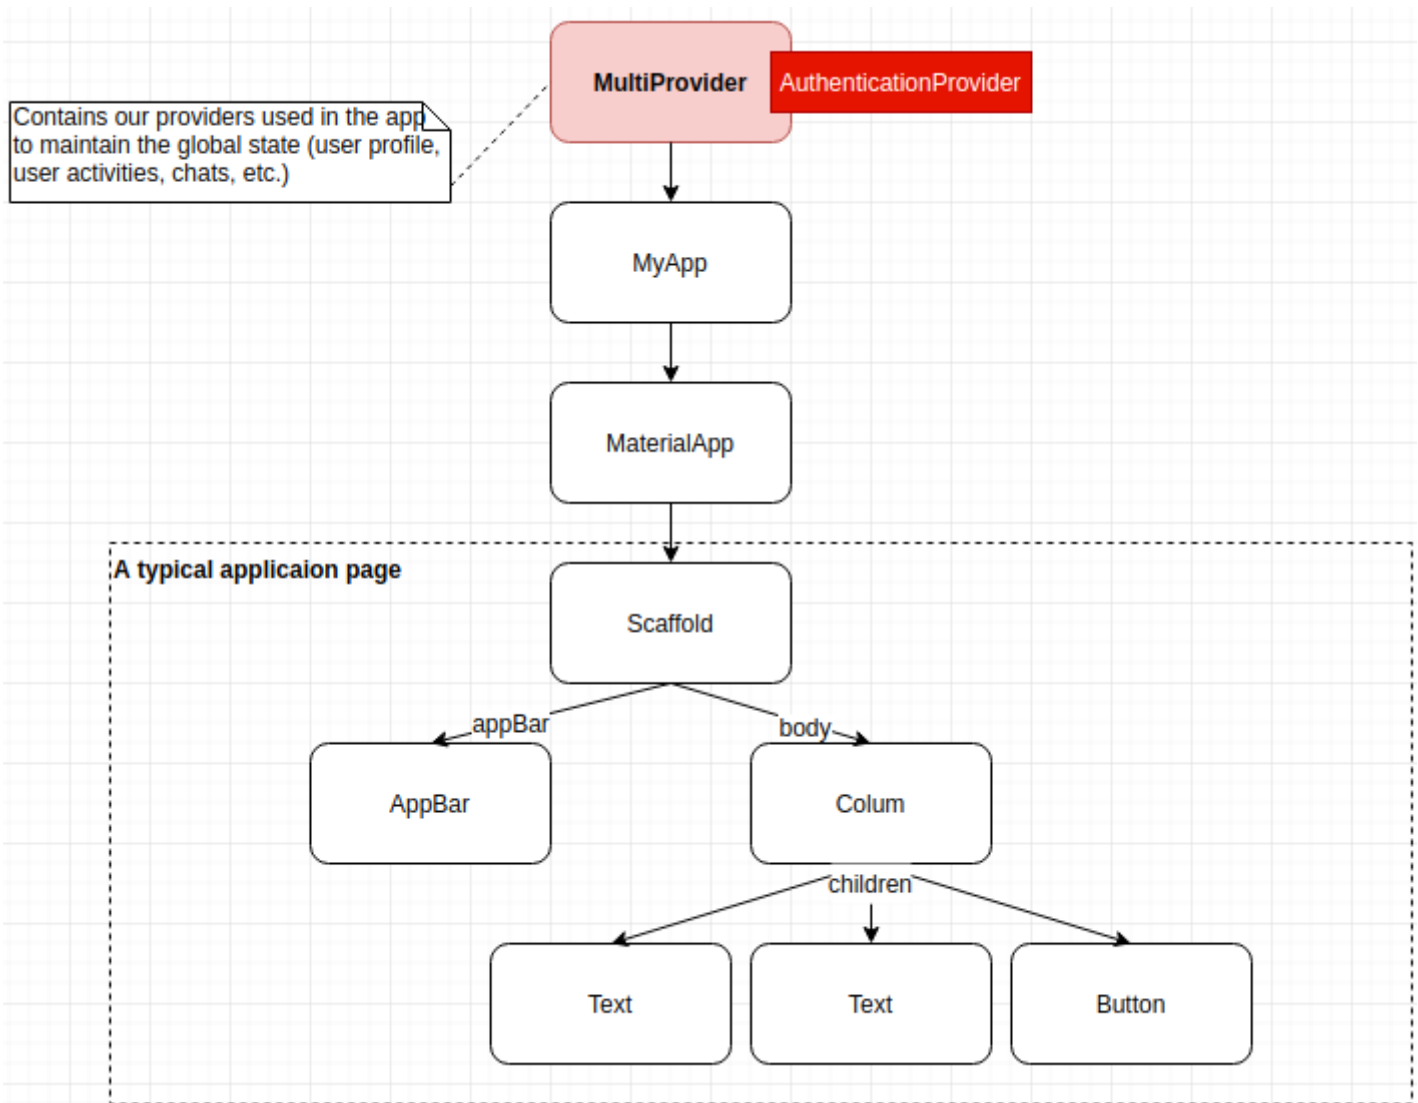 MultiProvider
AuthenticationProvider
Contains our providers used in the app
to maintain the global state (user profile,
user activities, chats, etc.)
MyApp
MaterialApp
A typical applicaion page
Scaffold
appBar
body
AppBar
Colum
children
Text
Text
Button